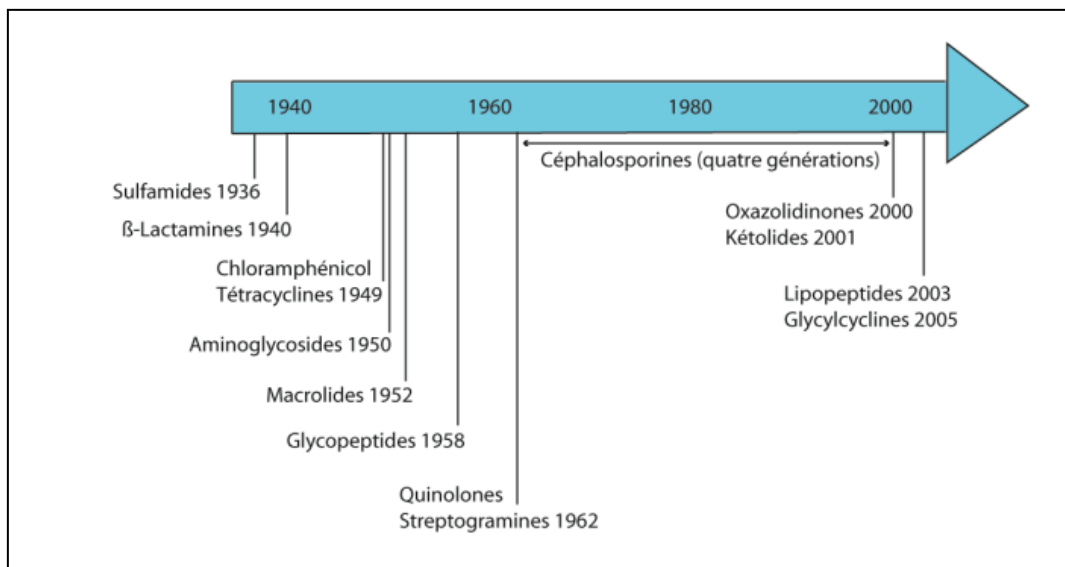 1940 1960 1980 2000
Céphalosporines (quatre générations)
Sulfamides 1936
ß-Lactamines 1940
Chloramphénicol
Tétracyclines 1949
Aminoglycosides 1950
Macrolides 1952
Glycopeptides 1958
Quinolones
Streptogramines 1962
Oxazolidinones 2000
Kétolides 2001
Lipopeptides 2003
Glycylcyclines 2005